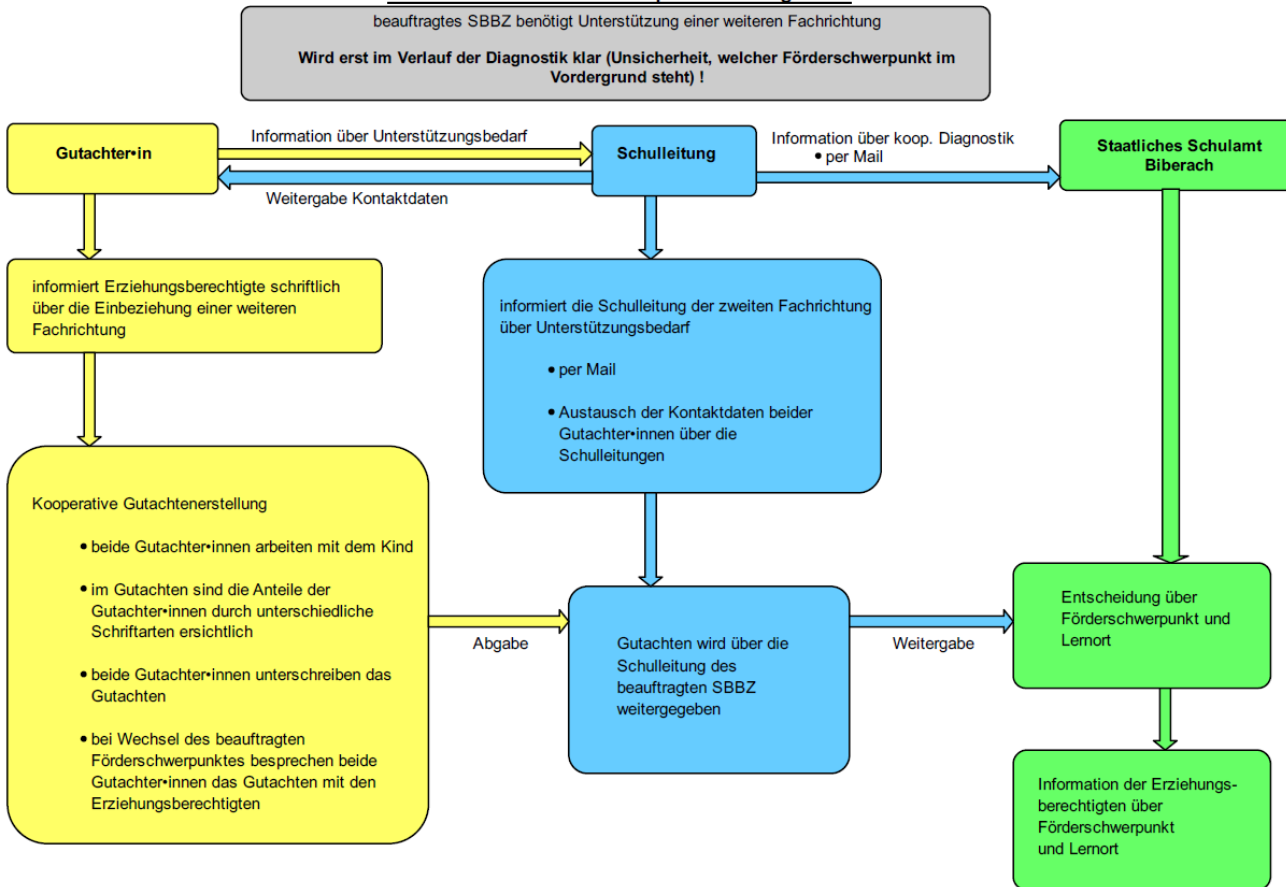 beauftragtes SBBZ benötigt Unterstützung einer weiteren Fachrichtung
Wird erst im Verlauf der Diagnostik klar (Unsicherheit, welcher Förderschwerpunkt im
Vordergrund steht) !
Gutachter•in
Information über Unterstützungsbedarf
Weitergabe Kontaktdaten
Schulleitung
Information über koop. Diagnostik
• per Mail
Staatliches Schulamt
Biberach
informiert Erziehungsberechtigte schriftlich
über die Einbeziehung einer weiteren
Fachrichtung
informiert die Schulleitung der zweiten Fachrichtung
über Unterstützungsbedarf
• per Mail
• Austausch der Kontaktdaten beider
Gutachter•innen über die
Schulleitungen
Kooperative Gutachtenerstellung
• beide Gutachter•innen arbeiten mit dem Kind
• im Gutachten sind die Anteile der
Gutachter•innen durch unterschiedliche
Schriftarten ersichtlich
• beide Gutachter•innen unterschreiben das
Gutachten
• bei Wechsel des beauftragten
Förderschwerpunktes besprechen beide
Gutachter•innen das Gutachten mit den
Erziehungsberechtigten
Abgabe
Gutachten wird über die
Schulleitung des
beauftragten SBBZ
weitergegeben
Weitergabe
Entscheidung über
Förderschwerpunkt und
Lernort
Information der Erziehungs-
berechtigten über
Förderschwerpunkt
und Lernort